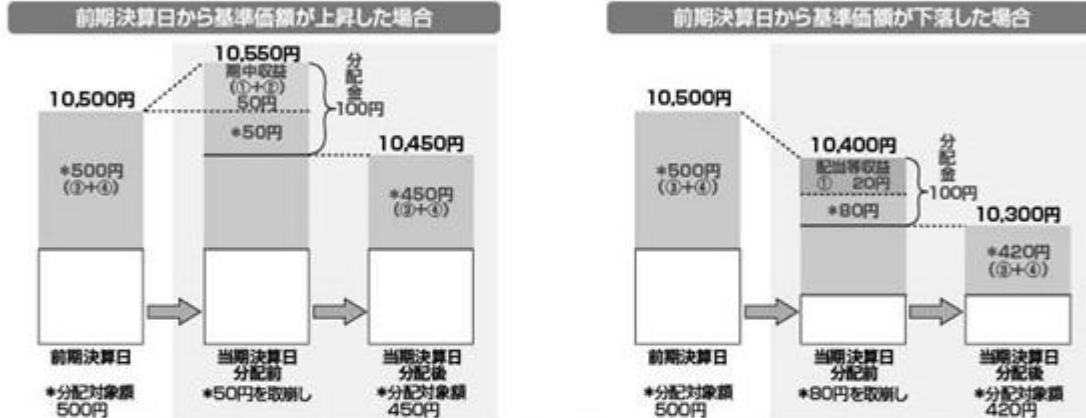 前期決算日から基準価額が上昇した場合
10,550円
期中収益
(①+②)
50円
*50円
分配金
100円
10,500円
*500円
(③+④)
10,450円
*450円
(③+④)
前期決算日
*分配対象額
500円
当期決算日
分配前
*50円を取崩し
当期決算日
分配後
*分配対象額
450円
前期決算日から基準価額が下落した場合
10,500円
*500円
(③+④)
10,400円
配当等収益
① 20円
*80円
分配金
100円
10,300円
*420円
(③+④)
前期決算日
*分配対象額
500円
当期決算日
分配前
*80円を取崩し
当期決算日
分配後
*分配対象額
420円